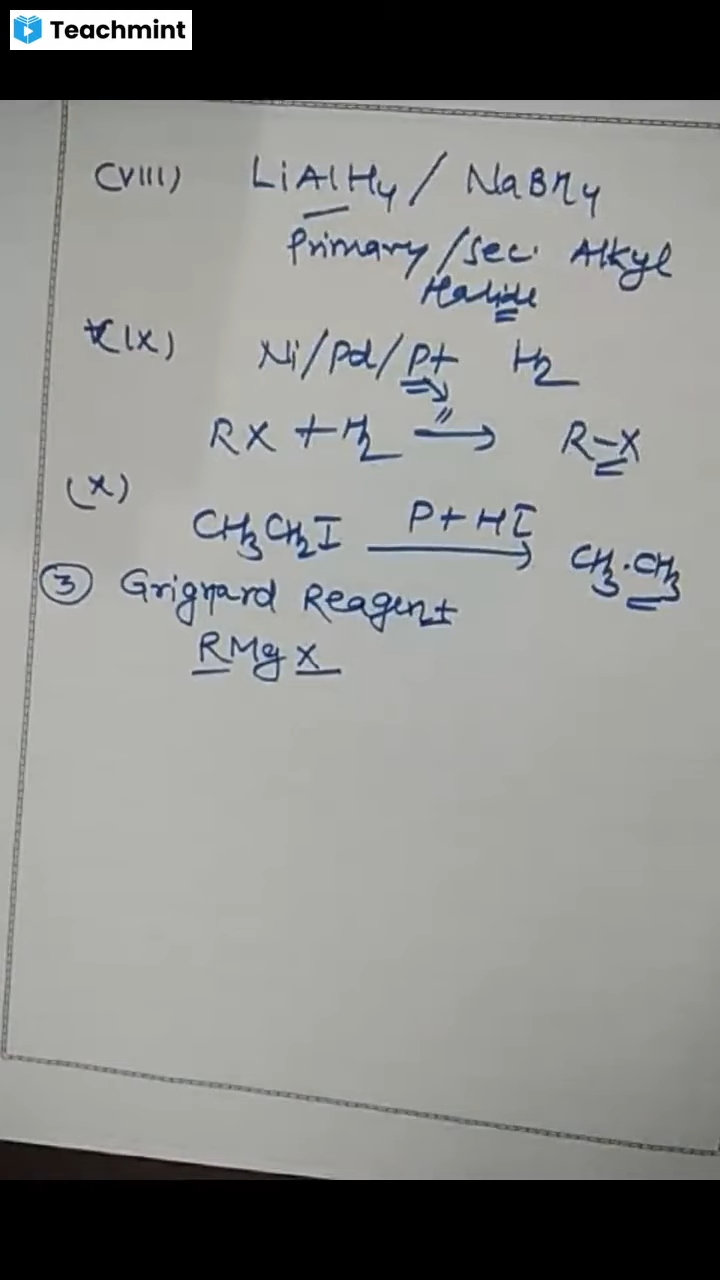 Teachmint
(VIII) LiAlH4 / NaBH4
Primary/Sec. Alkyl
Halide
(IX) Ni/Pd/Pt H2
RX + H2 → R-X
(X)
CH3CH2I P+HI → CH3.CH3
③ Grignard Reagent
RMgX